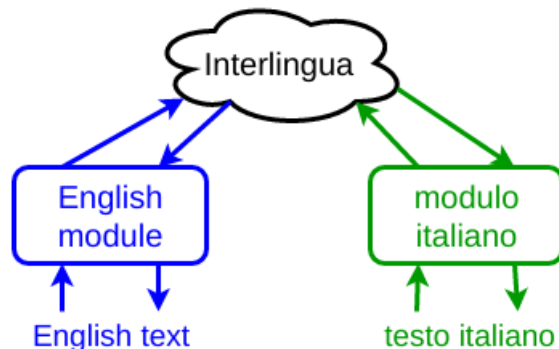 Interlingua
English
module
modulo
italiano
English text
testo italiano